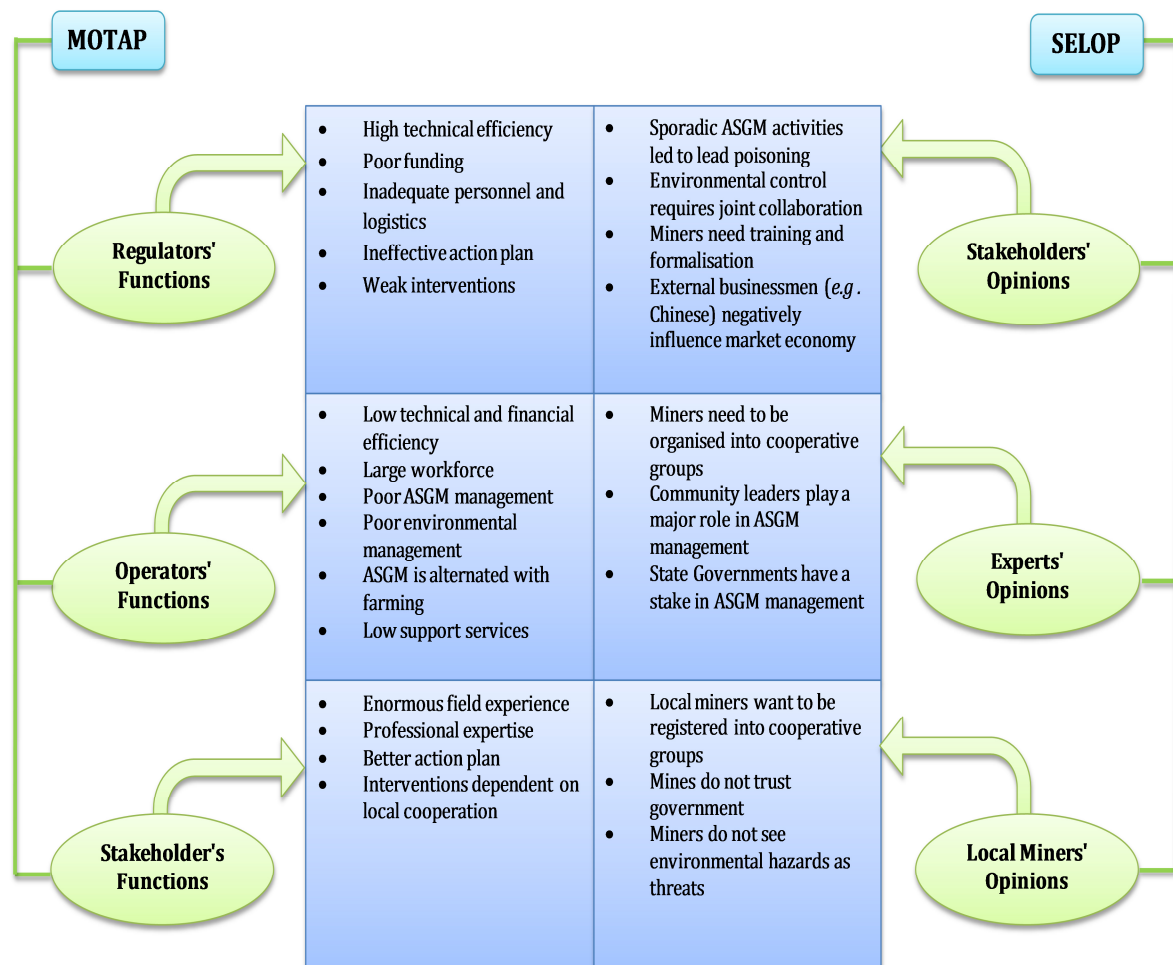 MOTAP
SELOP
Regulators'
Functions
• High technical efficiency
• Poor funding
• Inadequate personnel and
logistics
• Ineffective action plan
• Weak interventions
• Sporadic ASGM activities
led to lead poisoning
• Environmental control
requires joint collaboration
• Miners need training and
formalisation
• External businessmen (e.g .
Chinese) negatively
influence market economy
Stakeholders'
Opinions
Operators'
Functions
• Low technical and financial
efficiency
• Large workforce
• Poor ASGM management
• Poor environmental
management
• ASGM is alternated with
farming
• Low support services
• Miners need to be
organised into cooperative
groups
• Community leaders play a
major role in ASGM
management
• State Governments have a
stake in ASGM management
Experts'
Opinions
Stakeholder's
Functions
• Enormous field experience
• Professional expertise
• Better action plan
• Interventions dependent on
local cooperation
• Local miners want to be
registered into cooperative
groups
• Mines do not trust
government
• Miners do not see
environmental hazards as
threats
Local Miners'
Opinions